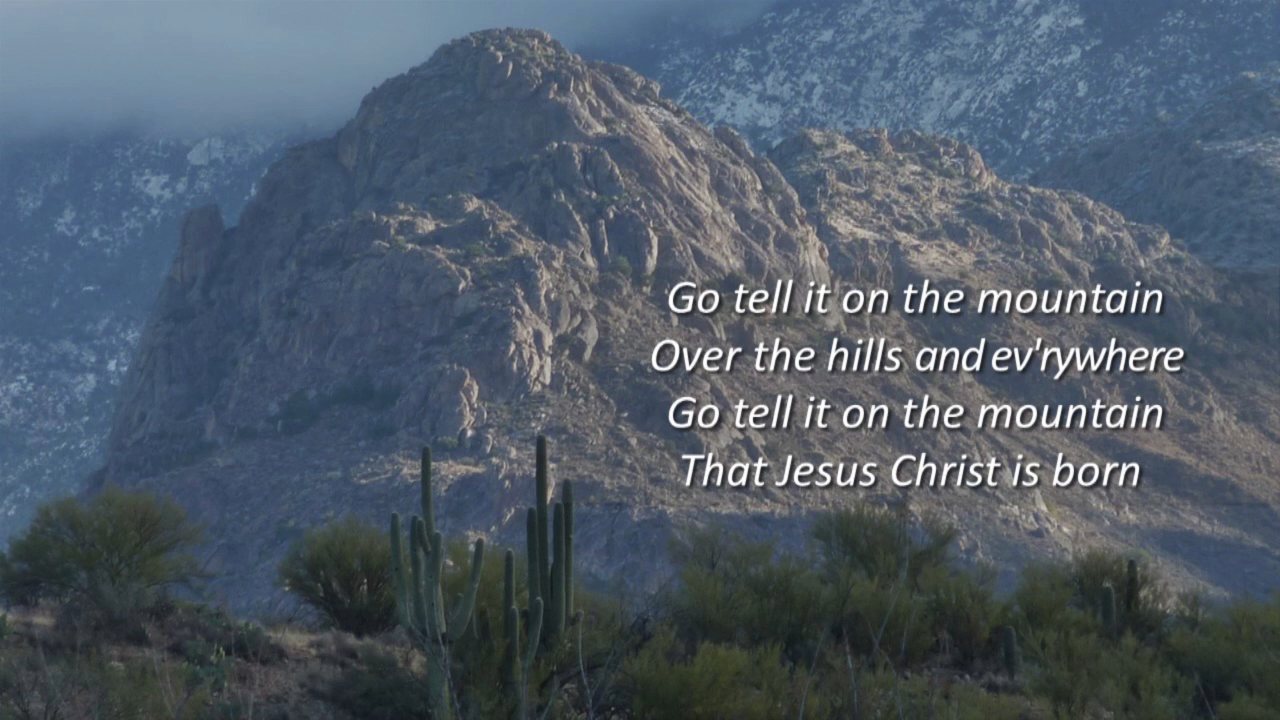 Go tell it on the mountain
Over the hills and ev'rywhere
Go tell it on the mountain
That Jesus Christ is born